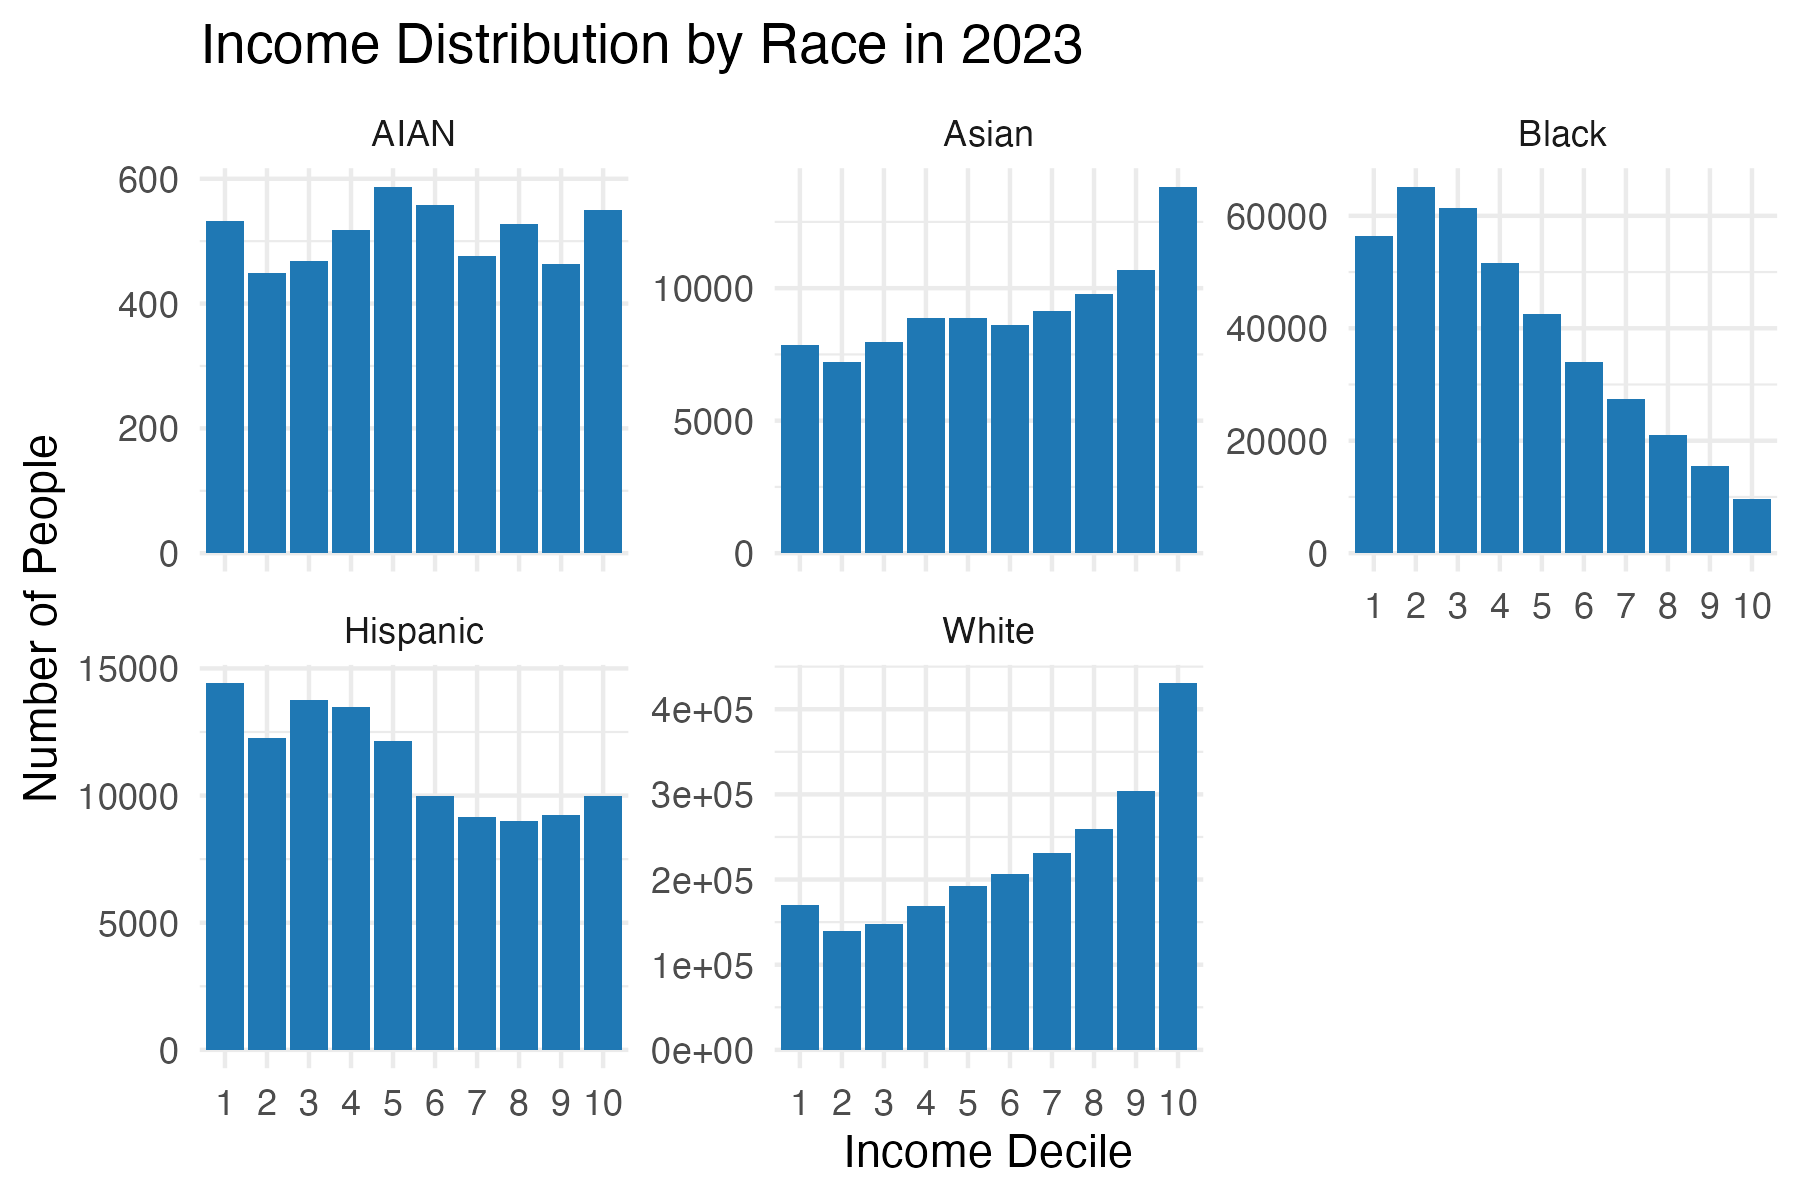 Income Distribution by Race in 2023
AIAN
Asian
Black
600
400
200
0
10000
5000
0
60000
40000
20000
0
1 2 3 4 5 6 7 8 9 10
Number of People
Hispanic
White
15000
10000
5000
0
4e+05
3e+05
2e+05
1e+05
0e+00
1 2 3 4 5 6 7 8 9 10
1 2 3 4 5 6 7 8 9 10
Income Decile